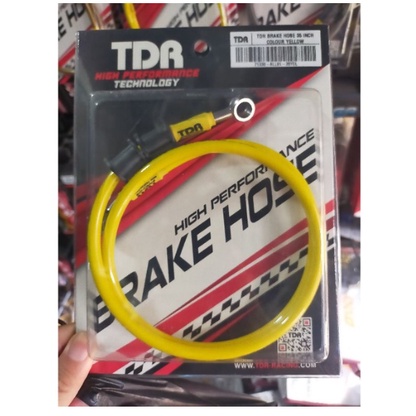 TDR
HIGH PERFORMANCE
TECHNOLOGY
TDR
TDR BRAKE HOSE
INCH
COLOUR YELLOW
TDR
HIGH PERFORMANCE
BRAKE HOSE
WWW.TDR-RACING.COM